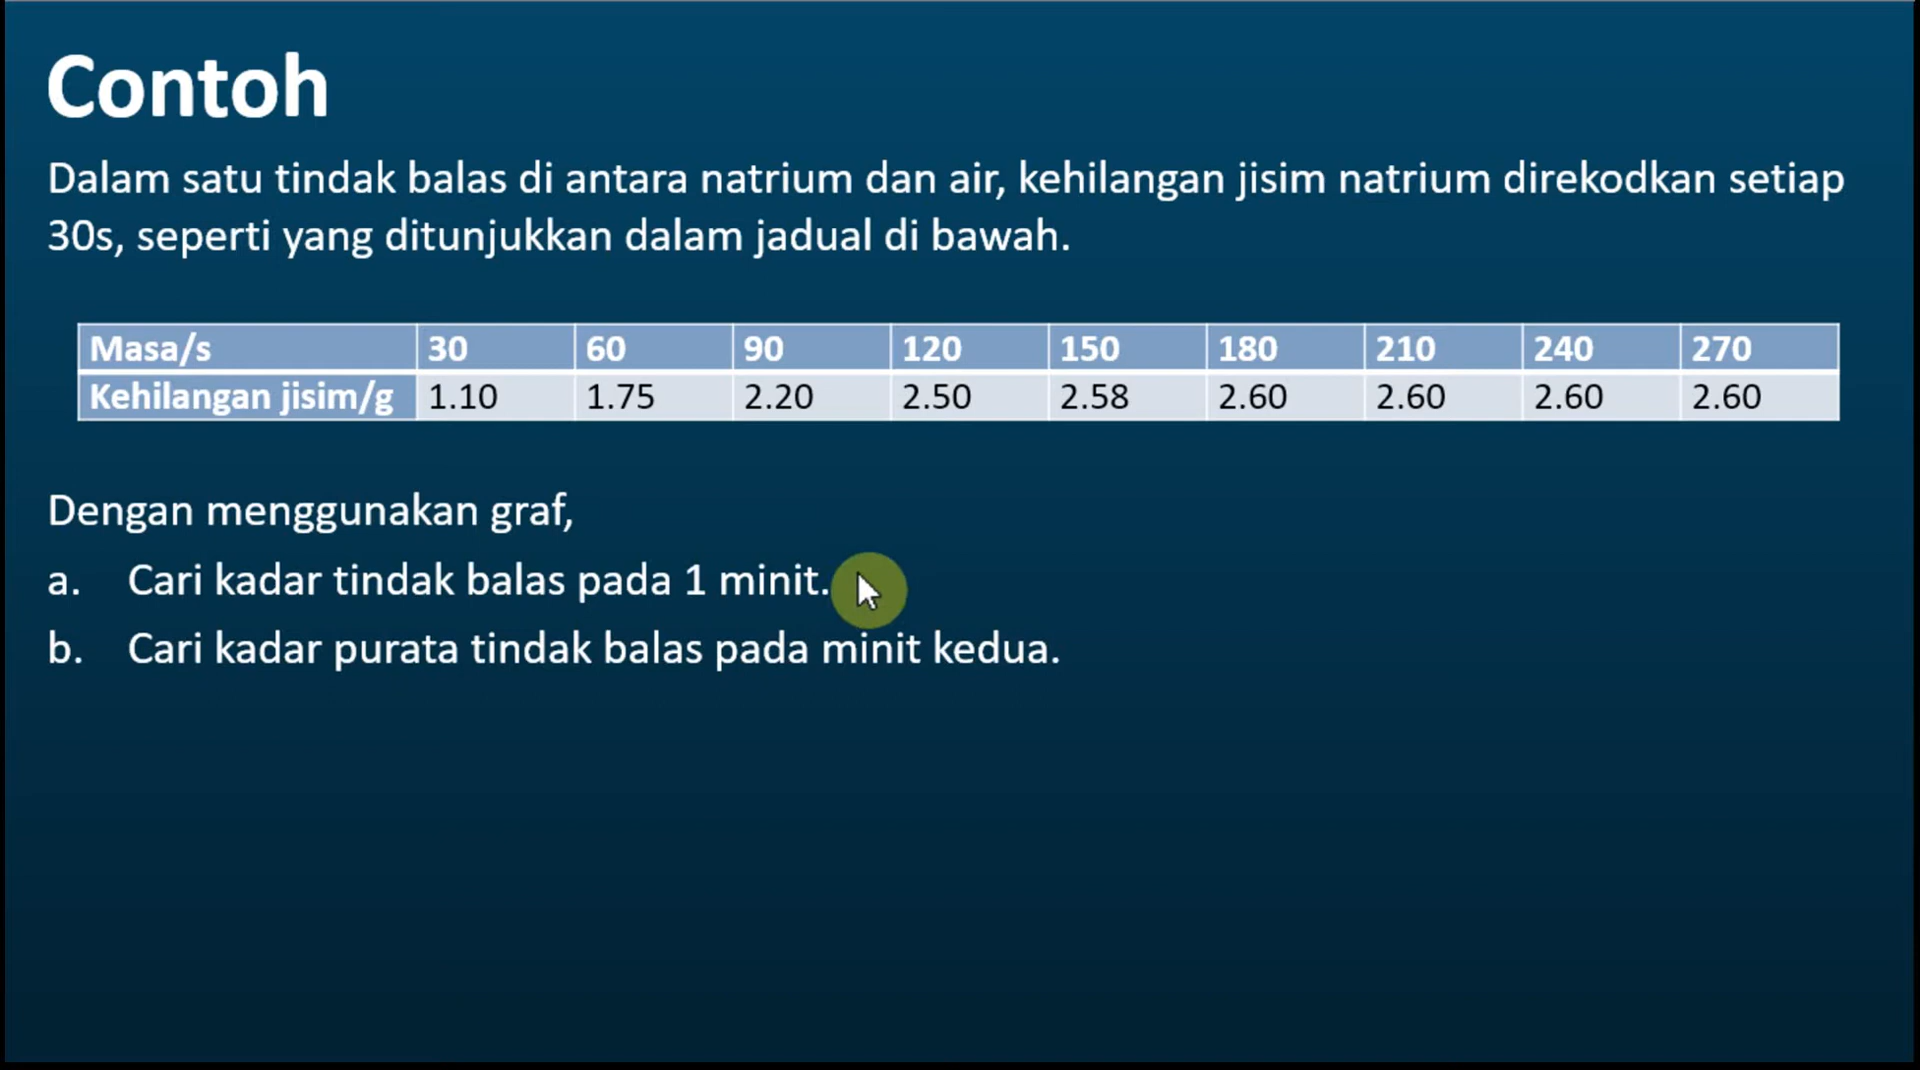 Contoh
Dalam satu tindak balas di antara natrium dan air, kehilangan jisim natrium direkodkan setiap
30s, seperti yang ditunjukkan dalam jadual di bawah.
Masa/s 30 60 90 120 150 180 210 240 270
Kehilangan jisim/g 1.10 1.75 2.20 2.50 2.58 2.60 2.60 2.60 2.60
Dengan menggunakan graf,
a. Cari kadar tindak balas pada 1 minit.
b. Cari kadar purata tindak balas pada minit kedua.